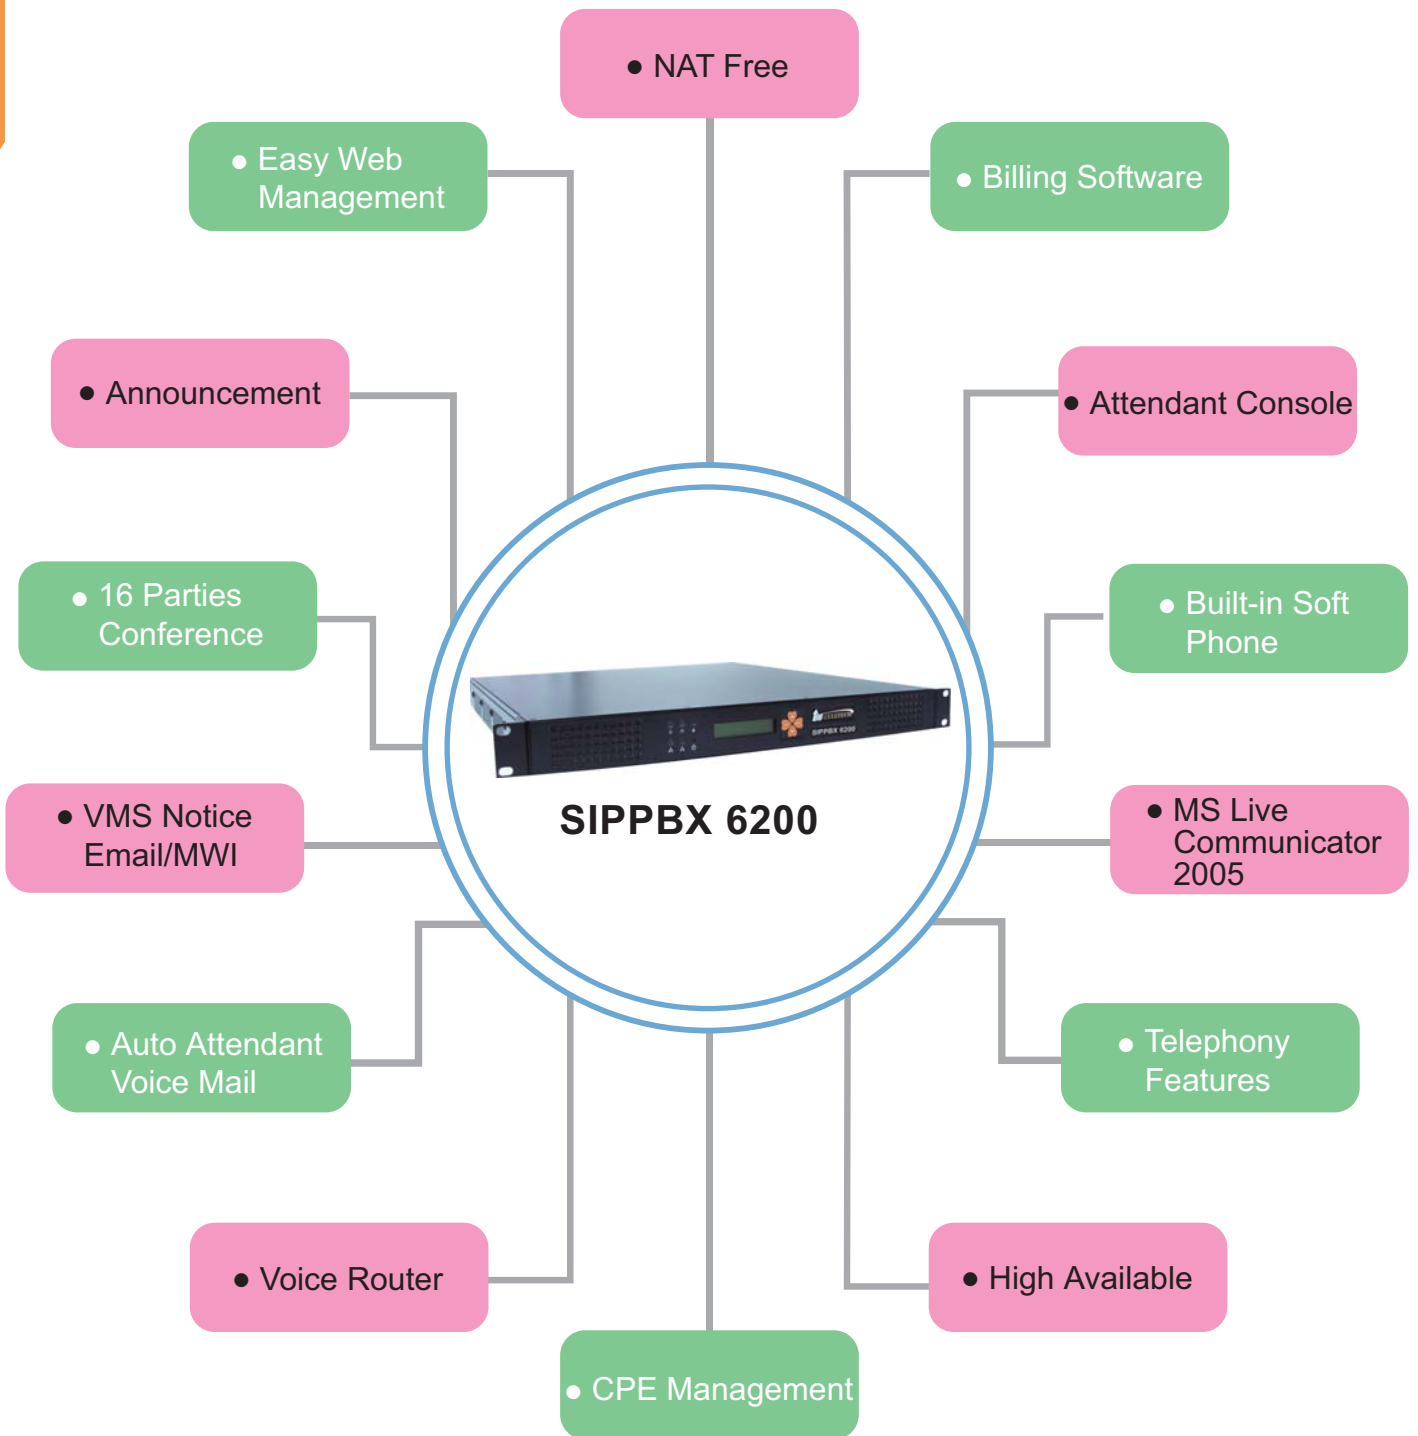 ● NAT Free
● Easy Web
Management
● Billing Software
● Announcement
● Attendant Console
● 16 Parties
Conference
● Built-in Soft
Phone
SIPPBX 6200
SIPPBX 6200
● VMS Notice
Email/MWI
● MS Live
Communicator
2005
● Auto Attendant
Voice Mail
● Telephony
Features
● Voice Router
● High Available
● CPE Management